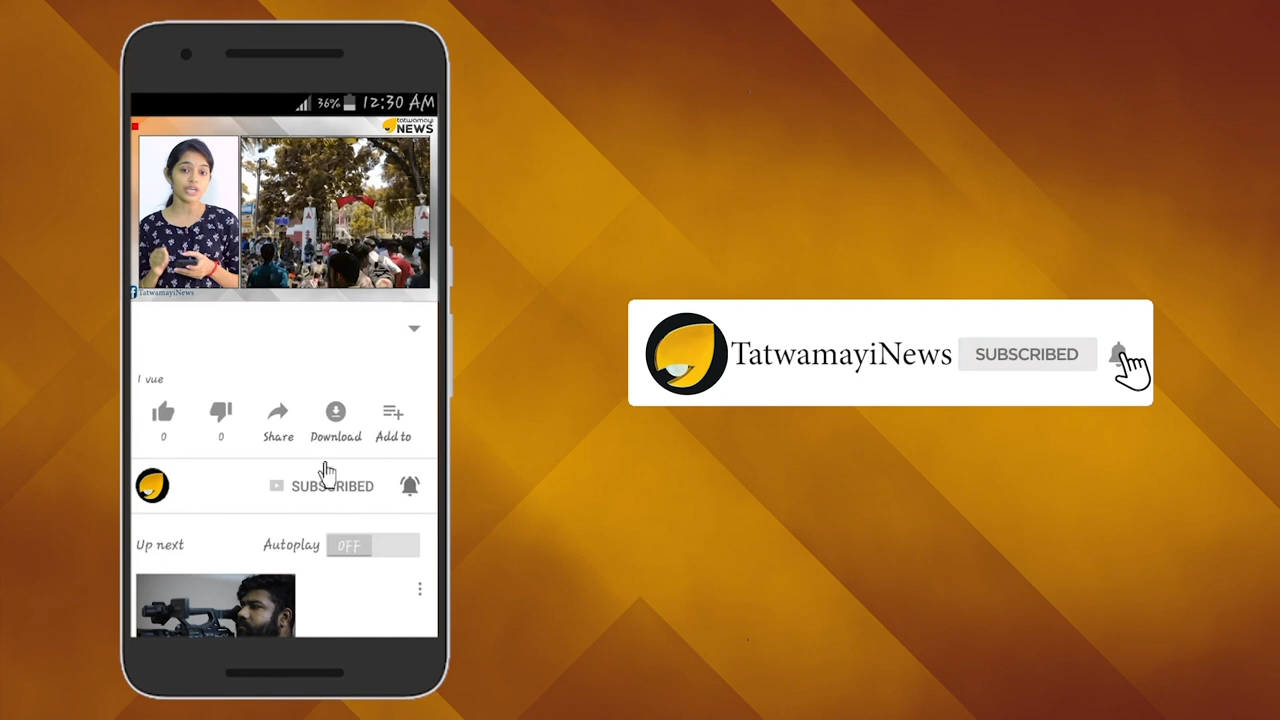 36% 12:30 AM
tatwamayi
NEWS
TatwamayiNews
1 vue
0 0 Share Download Add to
SUBSCRIBED
Up next Autoplay OFF
TatwamayiNews SUBSCRIBED